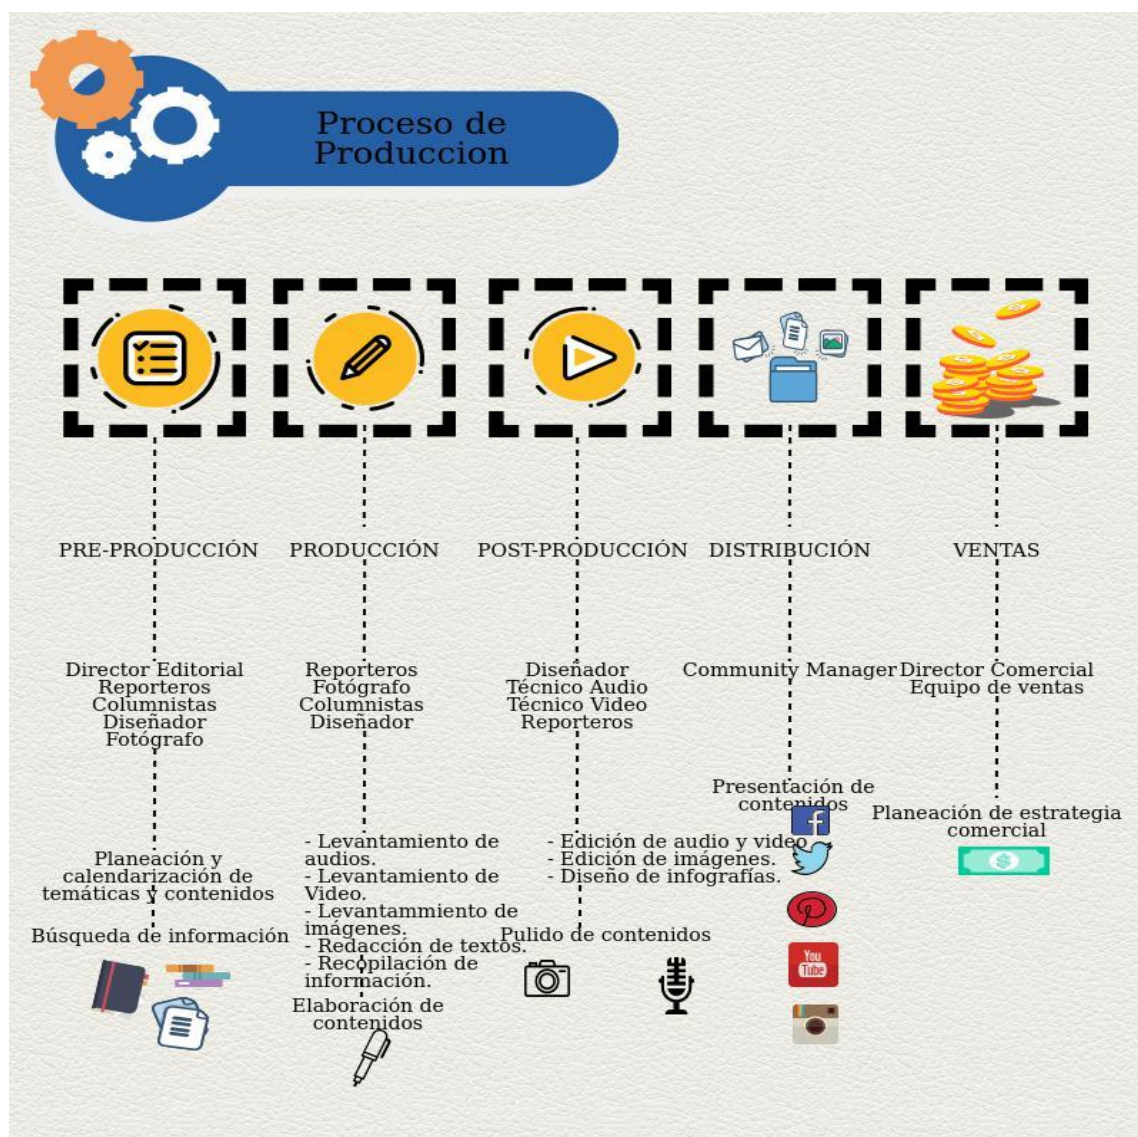 Proceso de
Produccion
PRE-PRODUCCIÓN
PRODUCCIÓN
POST-PRODUCCIÓN
DISTRIBUCIÓN
VENTAS
Director Editorial
Reporteros
Columnistas
Diseñador
Fotógrafo
Reporteros
Fotógrafo
Columnistas
Diseñador
Diseñador
Técnico Audio
Técnico Video
Reporteros
Community Manager
Director Comercial
Equipo de ventas
Planeación y
calendarización de
temáticas y contenidos
Búsqueda de información
- Levantamiento de
audios.
- Levantamiento de
Video.
- Levantammiento de
imágenes.
- Redacción de textos.
- Recopilación de
información.
Elaboración de
contenidos
- Edición de audio y video
- Edición de imágenes.
- Diseño de infografías.
Pulido de contenidos
Presentación de
contenidos
f
You
Tube
Planeación de estrategia
comercial
$